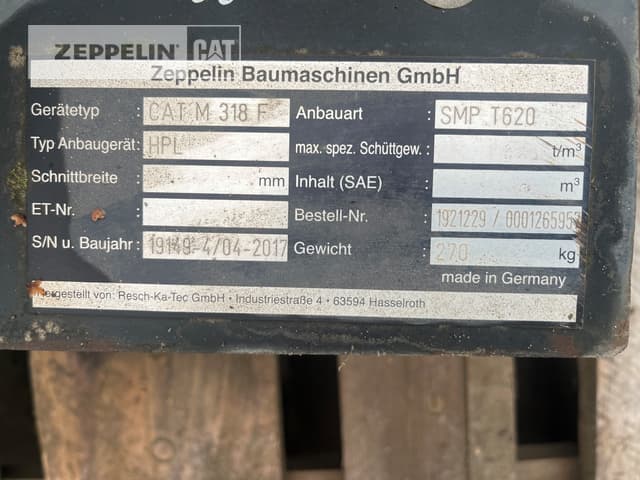 ZEPPELIN CAT
Zeppelin Baumaschinen GmbH
Gerätetyp : CAT M 318 F Anbauart : SMP T620
Typ Anbaugerät: HPL max. spez. Schüttgew. : t/m³
Schnittbreite : mm Inhalt (SAE) : m³
ET-Nr. : Bestell-Nr. : 1921229 / 0001265953
S/N u. Baujahr : 19149-4/04-2017 Gewicht : 270 kg
made in Germany
Hergestellt von: Resch-Ka-Tec GmbH • Industriestraße 4 • 63594 Hasselroth